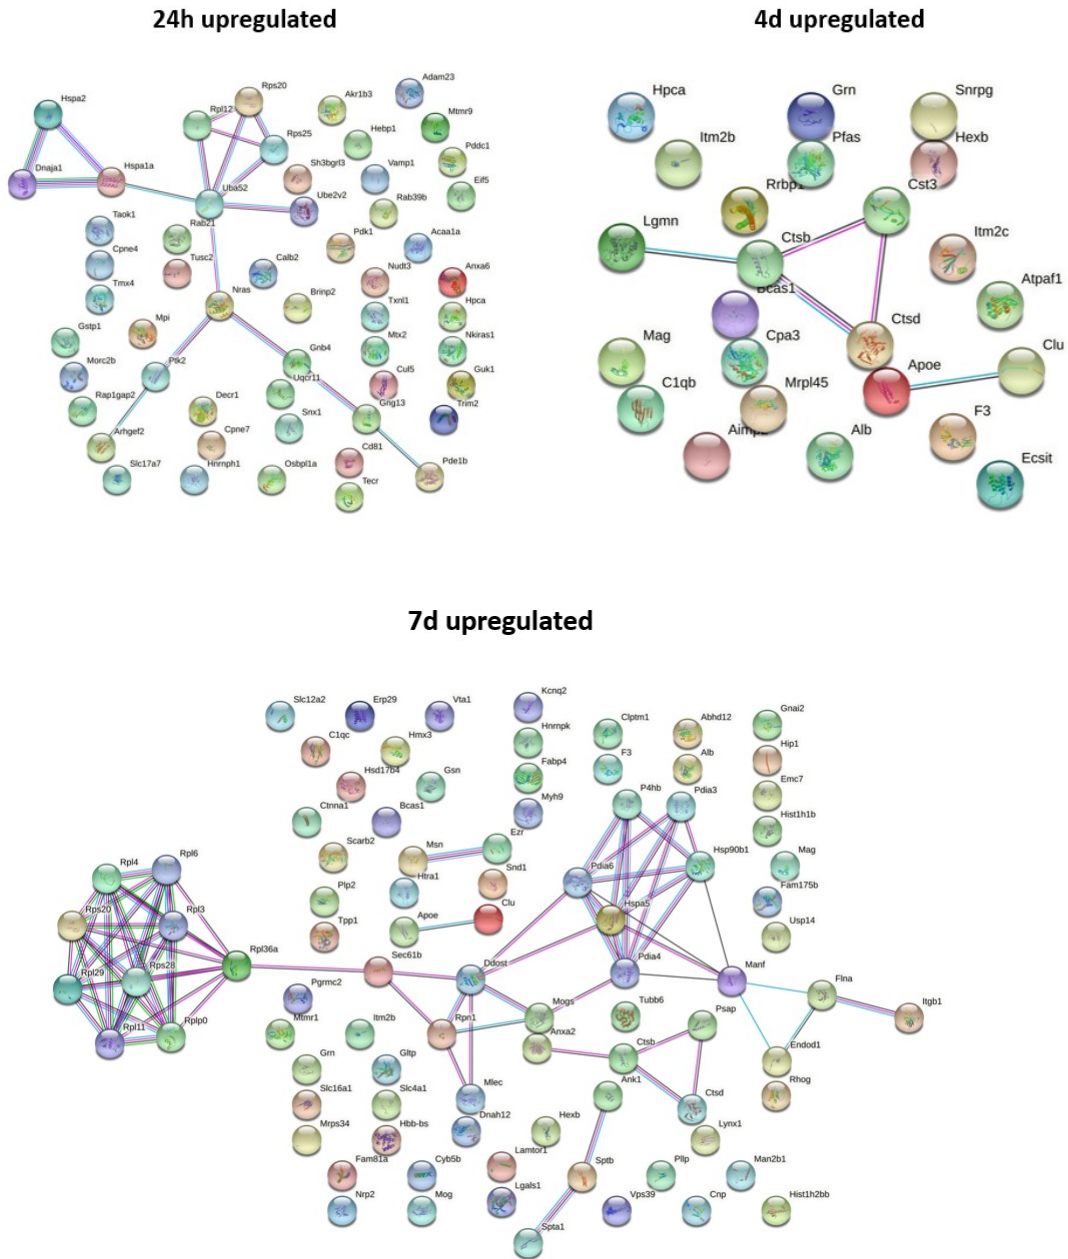 24h upregulated
Hspa2
Dnaja1
Hspa1a
Rps20
Rpl12
Rps25
Uba52
Ube2v2
Akr1b3
Adam23
Hebp1
Mtmr9
Sh3bgrl3
Vamp1
Pddc1
Rab39b
Eif5
Taok1
Rab21
Cpne4
Tusc2
Tmx4
Pdk1
Acaa1a
Calb2
Nudt3
Anxa6
Nras
Brinp2
Txnl1
Hpca
Gstp1
Mpi
Mtx2
Nkiras1
Morc2b
Ptk2
Gnb4
Cul5
Guk1
Uqcr11
Rap1gap2
Decr1
Snx1
Gng13
Trim2
Arhgef2
Cpne7
Cd81
Slc17a7
Hnrnph1
Osbpl1a
Tecr
Pde1b
4d upregulated
Hpca
Grn
Snrpg
Itm2b
Pfas
Hexb
Rrbp1
Cst3
Lgmn
Ctsb
Itm2c
Bcas1
Atpaf1
Mag
Cpa3
Ctsd
Clu
C1qb
Mrpl45
Apoe
Alb
F3
Ecsit
7d upregulated
Slc12a2
Erp29
Vta1
Kcnq2
C1qc
Hmx3
Hnrnpk
Clptm1
Abhd12
Gnai2
Hsd17b4
Gsn
Fabp4
F3
Alb
Hip1
Ctnna1
Bcas1
Myh9
P4hb
Pdia3
Emc7
Scarb2
Msn
Ezr
Hist1h1b
Rpl4
Rpl6
Htra1
Snd1
Pdia6
Hsp90b1
Mag
Plp2
Fam175b
Rps20
Rpl3
Tpp1
Apoe
Clu
Hspa5
Usp14
Rpl36a
Sec61b
Ddost
Pdia4
Manf
Flna
Rpl29
Rps28
Pgrmc2
Itgb1
Rpl11
Rplp0
Mtmr1
Itm2b
Rpn1
Mogs
Tubb6
Psap
Anxa2
Ctsb
Endod1
Grn
Gltp
Ank1
Slc16a1
Slc4a1
Mlec
Ctsd
Rhog
Mrps34
Hbb-bs
Dnah12
Hexb
Lynx1
Fam81a
Cyb5b
Lamtor1
Sptb
Pllp
Man2b1
Nrp2
Mog
Lgals1
Vps39
Cnp
Hist1h2bb
Spta1